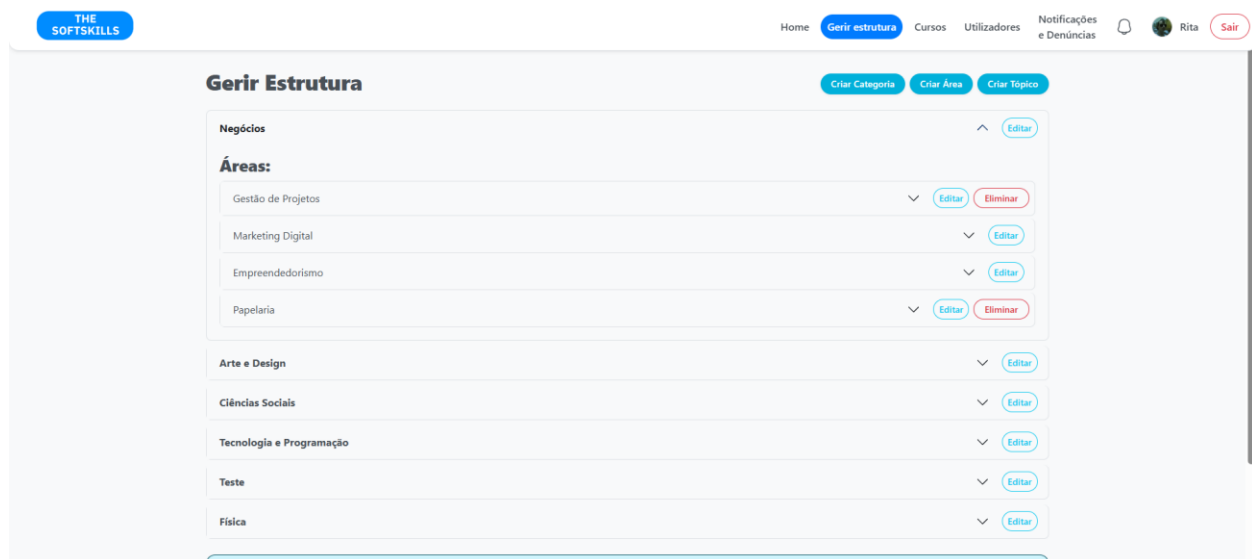 THE
SOFTSKILLS
Home Gerir estrutura Cursos Utilizadores Notificações
e Denúncias Rita Sair
Gerir Estrutura Criar Categoria Criar Área Criar Tópico
Negócios Editar
Áreas:
Gestão de Projetos Editar Eliminar
Marketing Digital Editar
Empreendedorismo Editar
Papelaria Editar Eliminar
Arte e Design Editar
Ciências Sociais Editar
Tecnologia e Programação Editar
Teste Editar
Física Editar